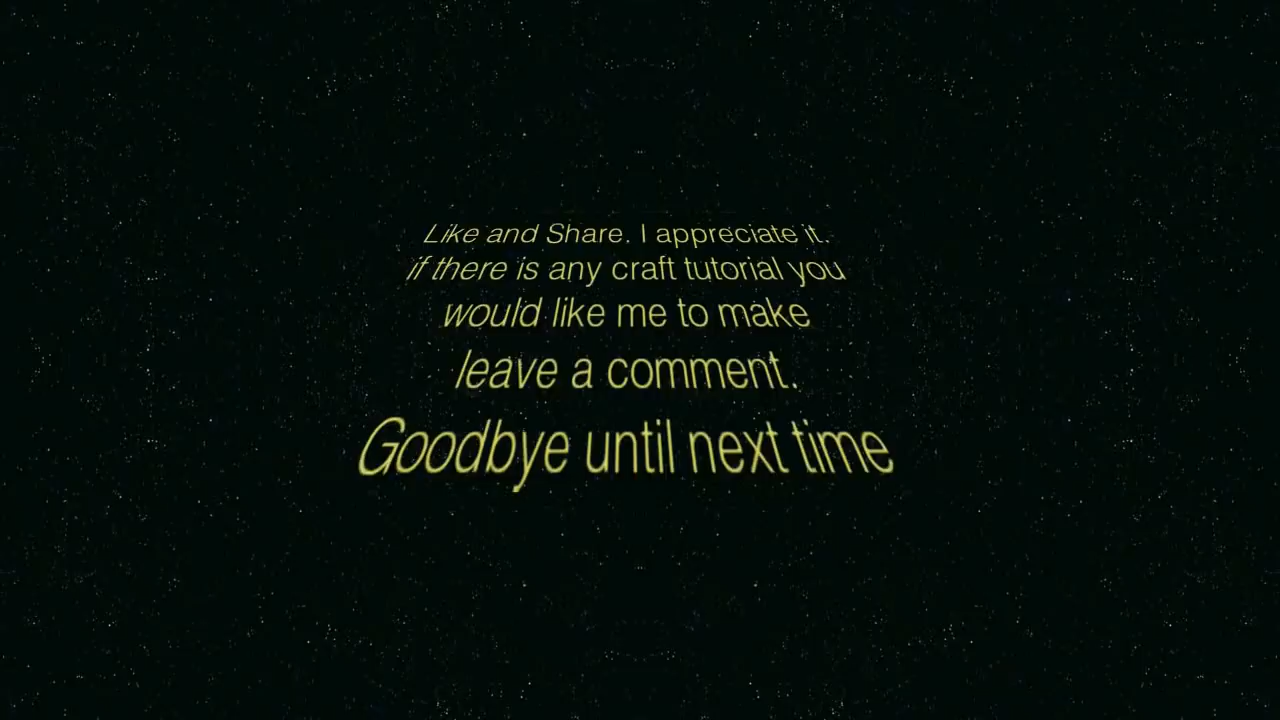 Like and Share. I appreciate it.
if there is any craft tutorial you
would like me to make
leave a comment.
Goodbye until next time